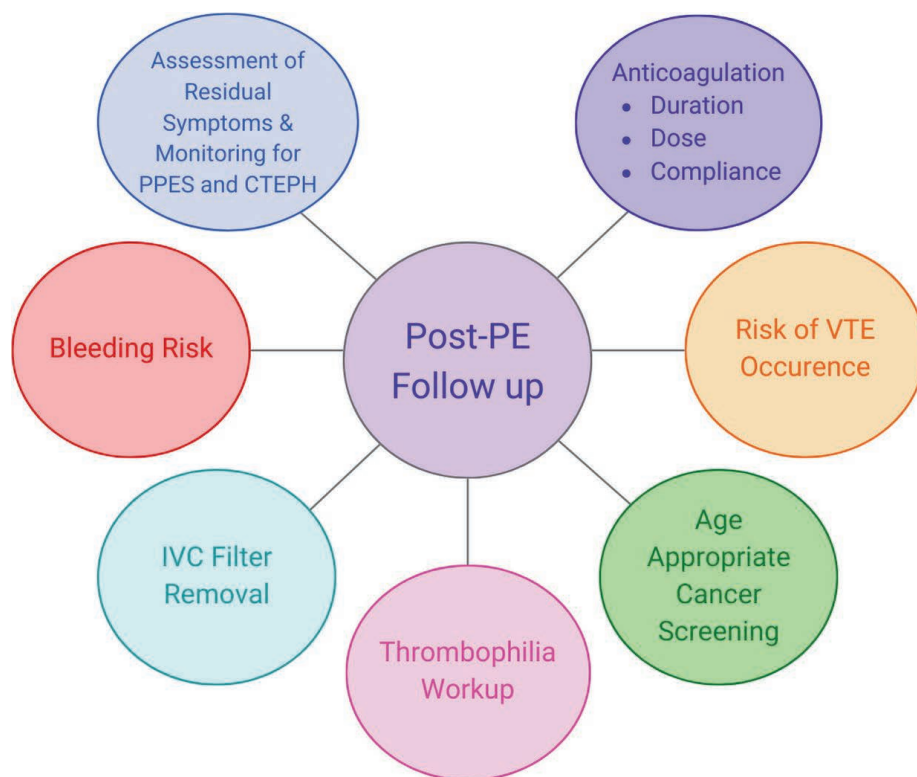 Assessment of
Residual
Symptoms &
Monitoring for
PPES and CTEPH
Anticoagulation
• Duration
• Dose
• Compliance
Post-PE
Follow up
Bleeding Risk
Risk of VTE
Occurence
IVC Filter
Removal
Age
Appropriate
Cancer
Screening
Thrombophilia
Workup